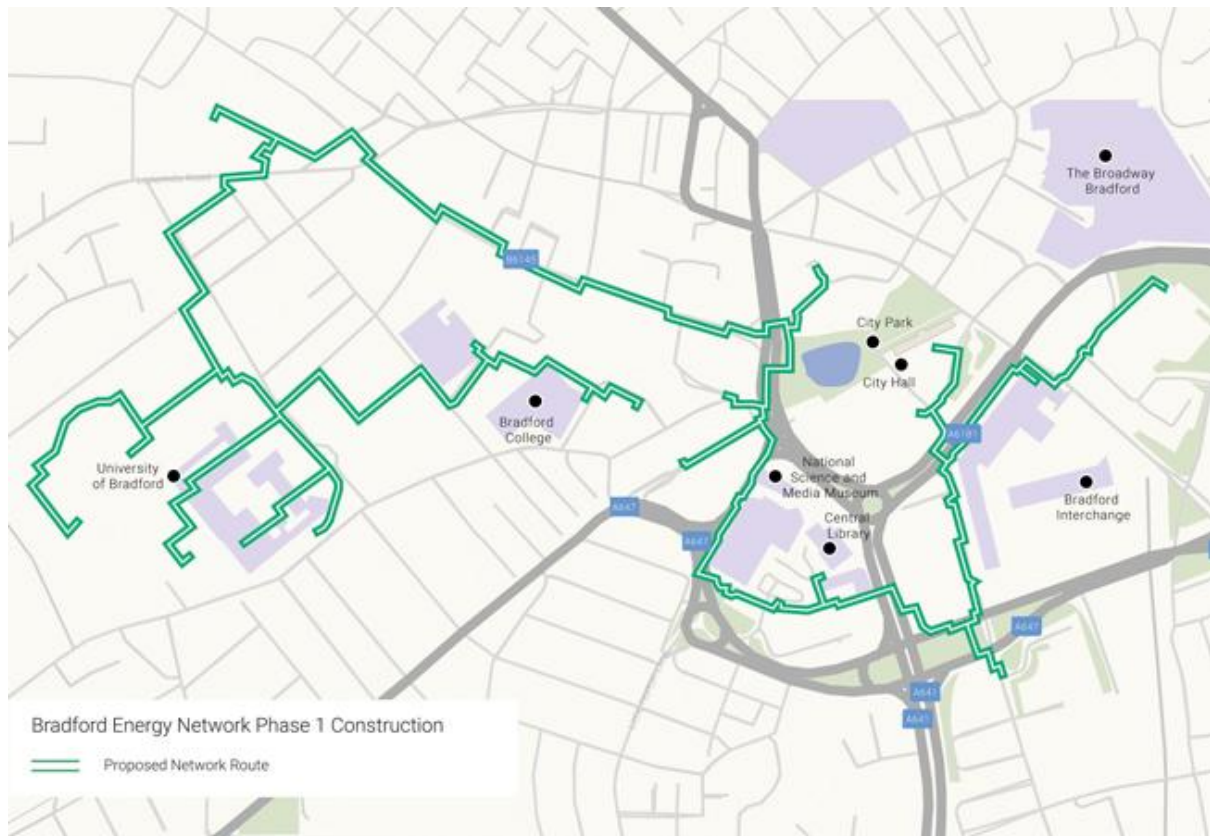 The Broadway
Bradford
B6145
City Park
City Hall
Bradford
College
A6181
University
of Bradford
National
Science and
Media Museum
Bradford
Interchange
A647
A647
Central
Library
A647
A641
A641
Bradford Energy Network Phase 1 Construction
Proposed Network Route